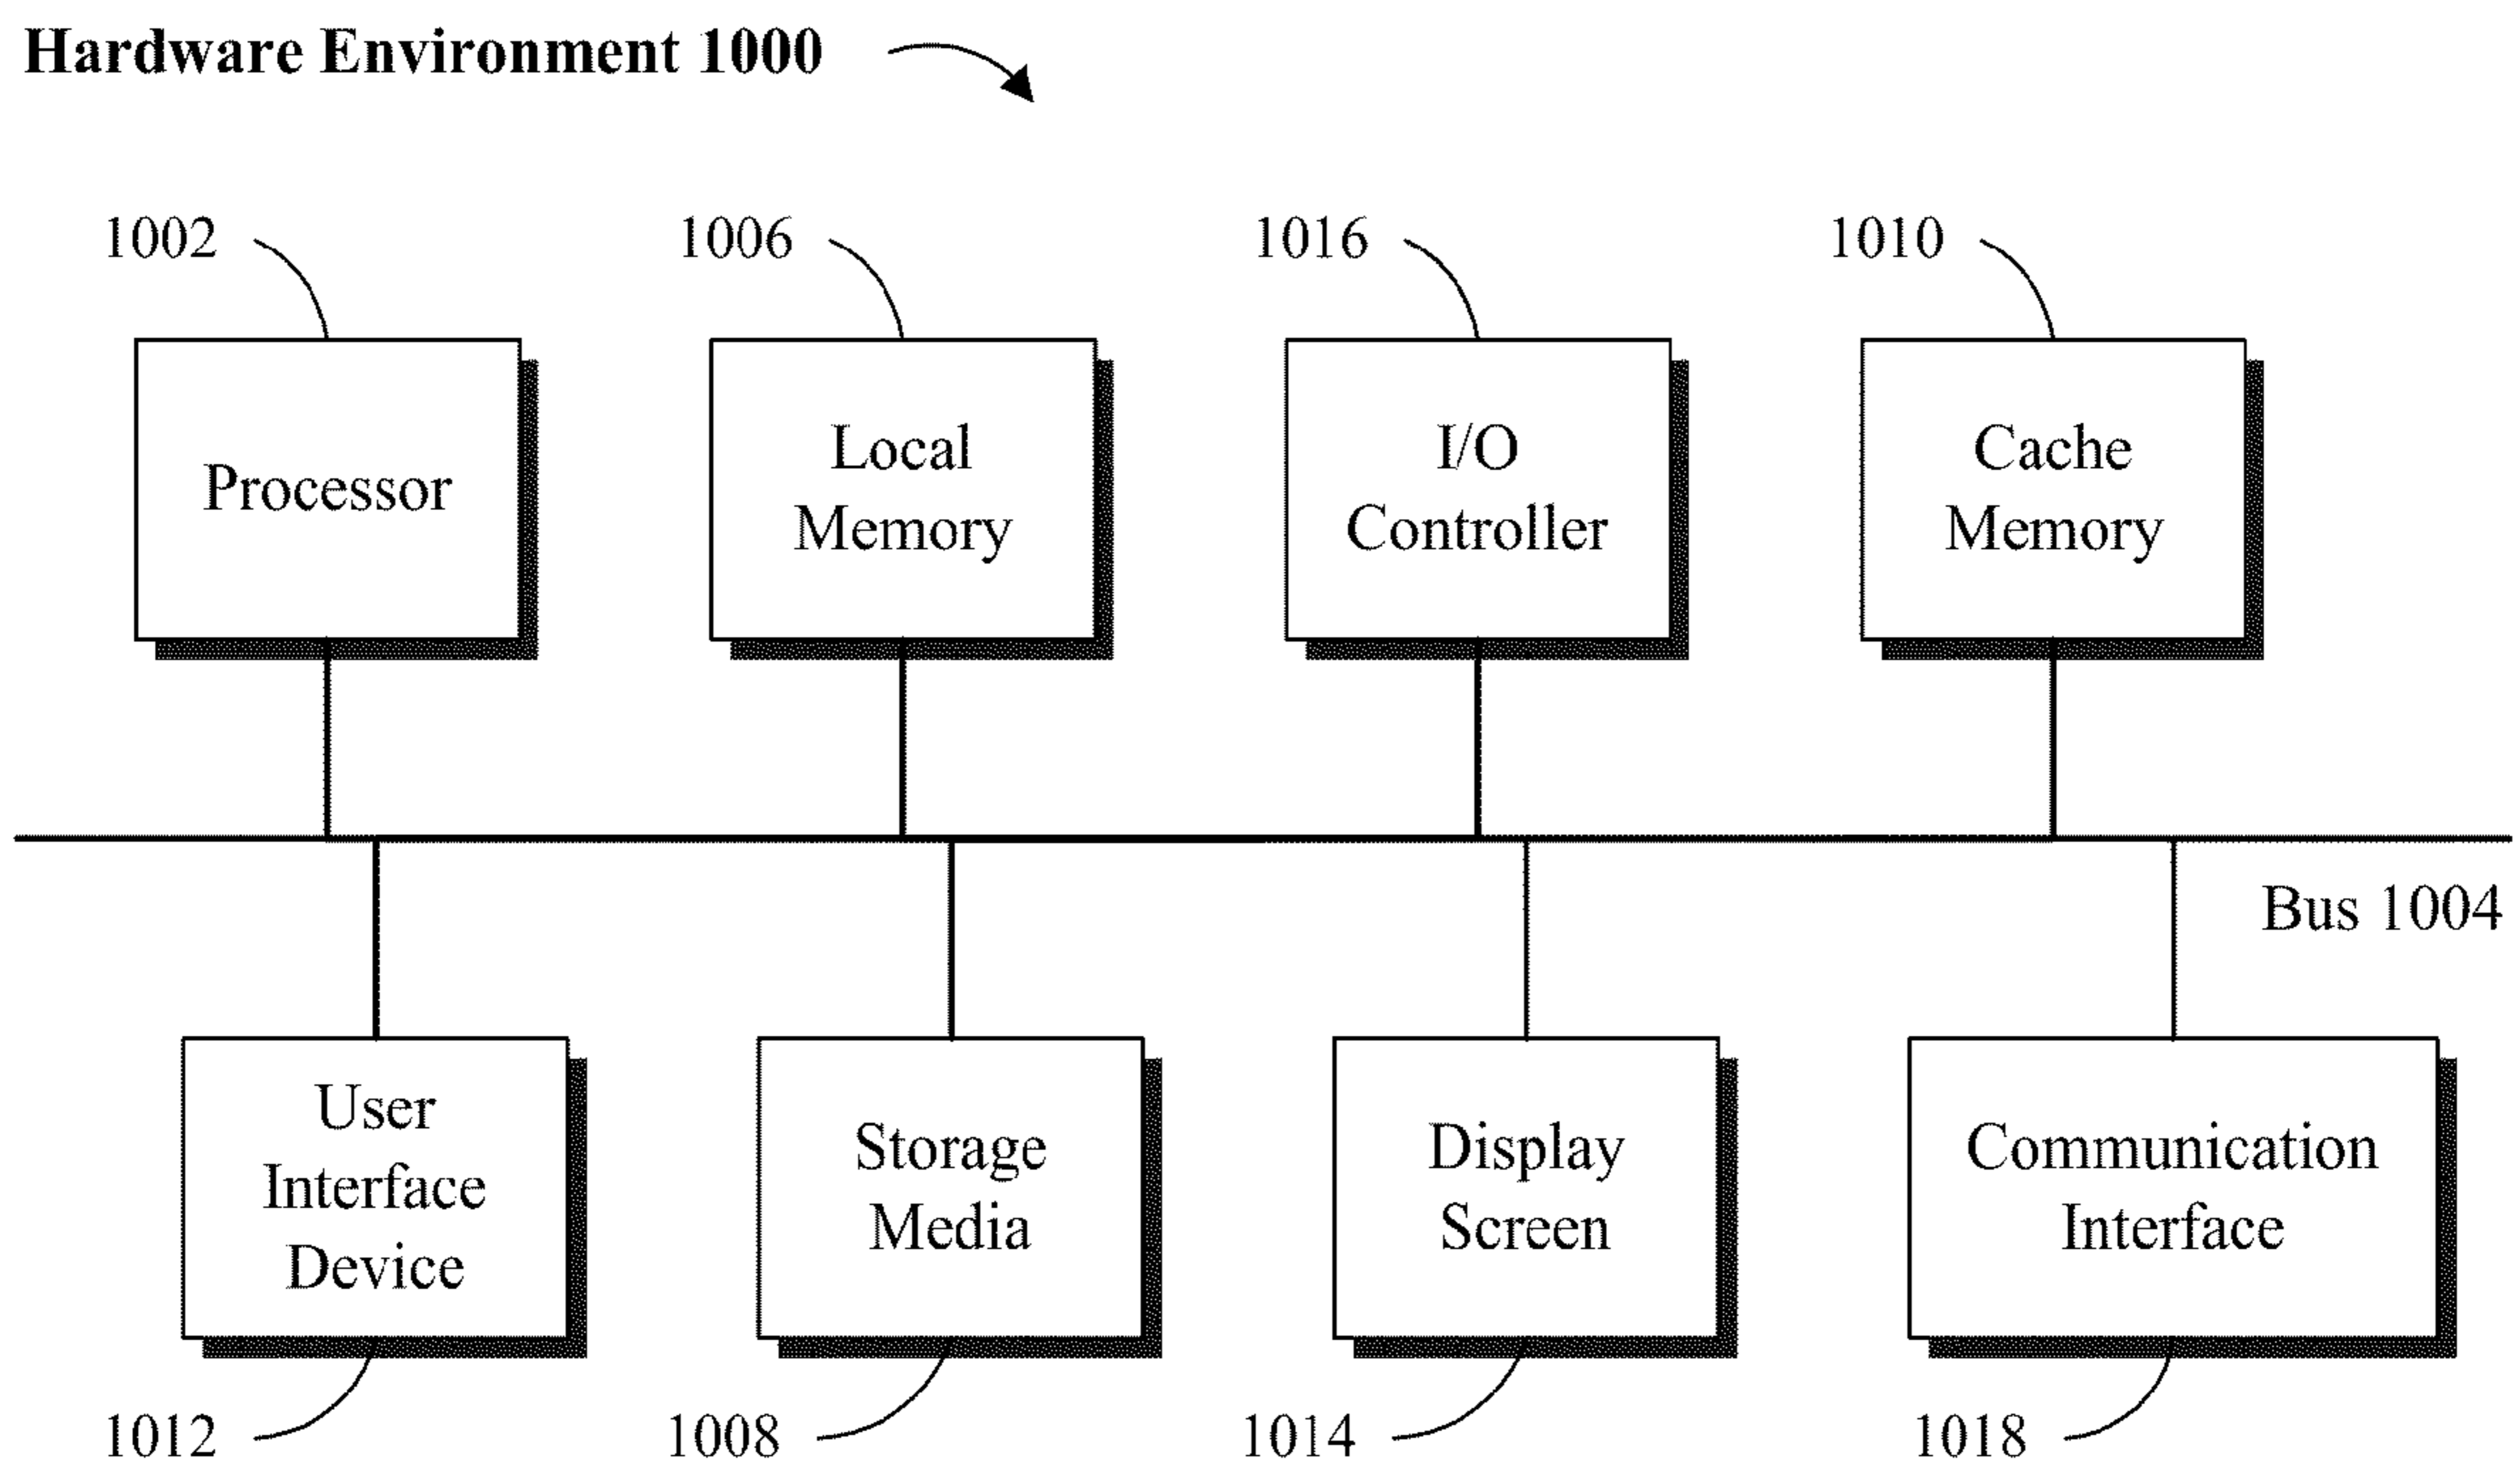 Hardware Environment 1000
1002
1006
1016
1010
Processor
Local
Memory
I/O
Controller
Cache
Memory
Bus 1004
User
Interface
Device
Storage
Media
Display
Screen
Communication
Interface
1012
1008
1014
1018